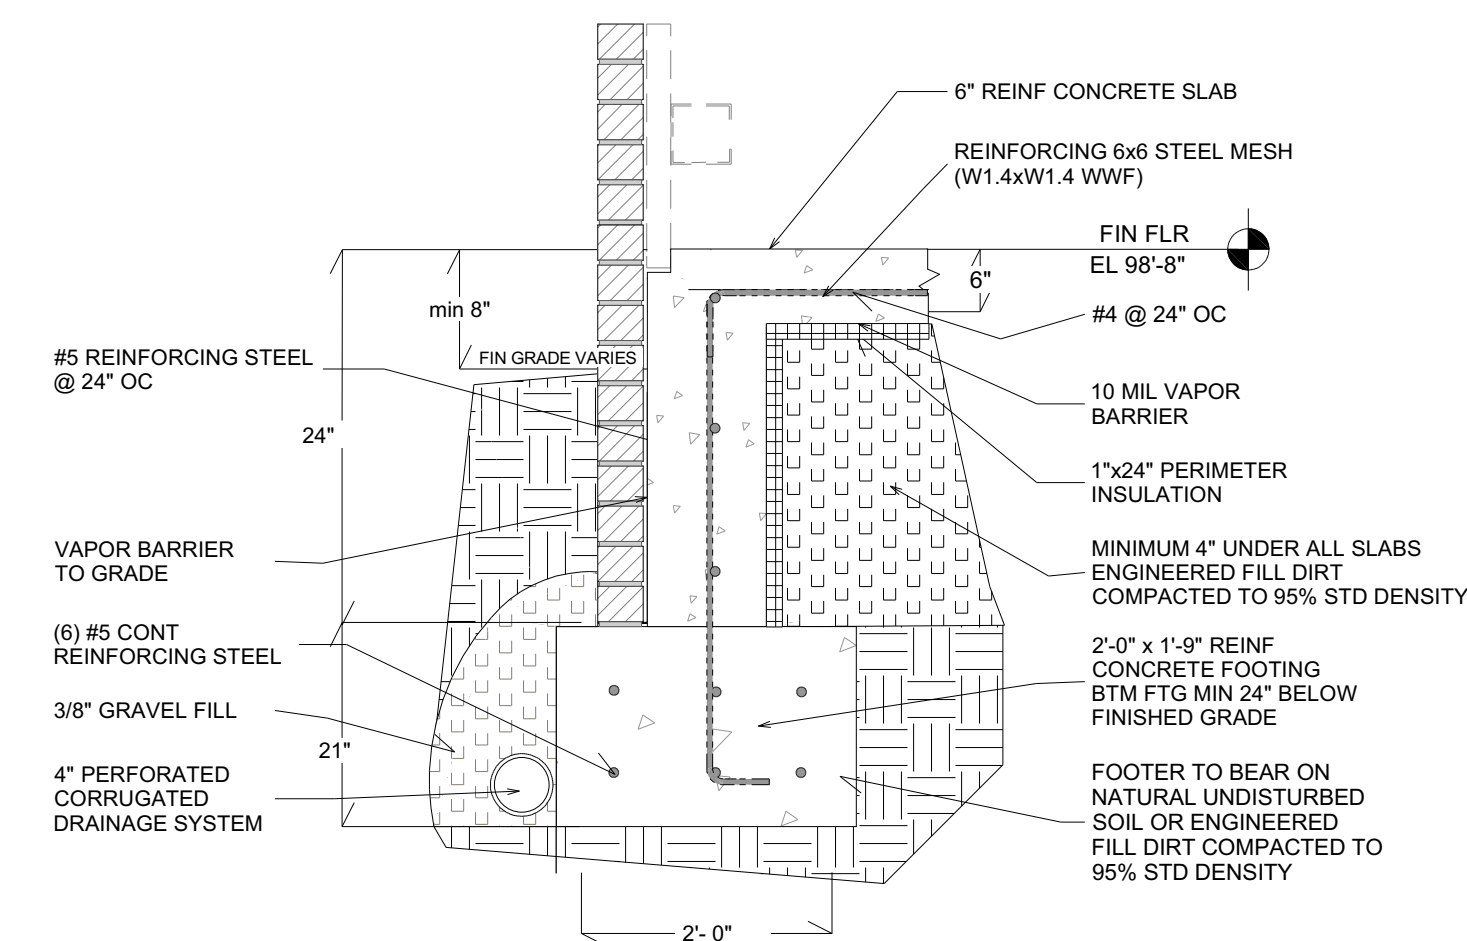 6" REINF CONCRETE SLAB
REINFORCING 6x6 STEEL MESH
(W1.4xW1.4 WWF)
FIN FLR
EL 98'-8"
6"
min 8"
#4 @ 24" OC
FIN GRADE VARIES
#5 REINFORCING STEEL
@ 24" OC
10 MIL VAPOR
BARRIER
24"
1"x24" PERIMETER
INSULATION
VAPOR BARRIER
TO GRADE
MINIMUM 4" UNDER ALL SLABS
ENGINEERED FILL DIRT
COMPACTED TO 95% STD DENSITY
(6) #5 CONT
REINFORCING STEEL
2'-0" x 1'-9" REINF
CONCRETE FOOTING
BTM FTG MIN 24" BELOW
FINISHED GRADE
3/8" GRAVEL FILL
21"
4" PERFORATED
CORRUGATED
DRAINAGE SYSTEM
FOOTER TO BEAR ON
NATURAL UNDISTURBED
SOIL OR ENGINEERED
FILL DIRT COMPACTED TO
95% STD DENSITY
2'- 0"